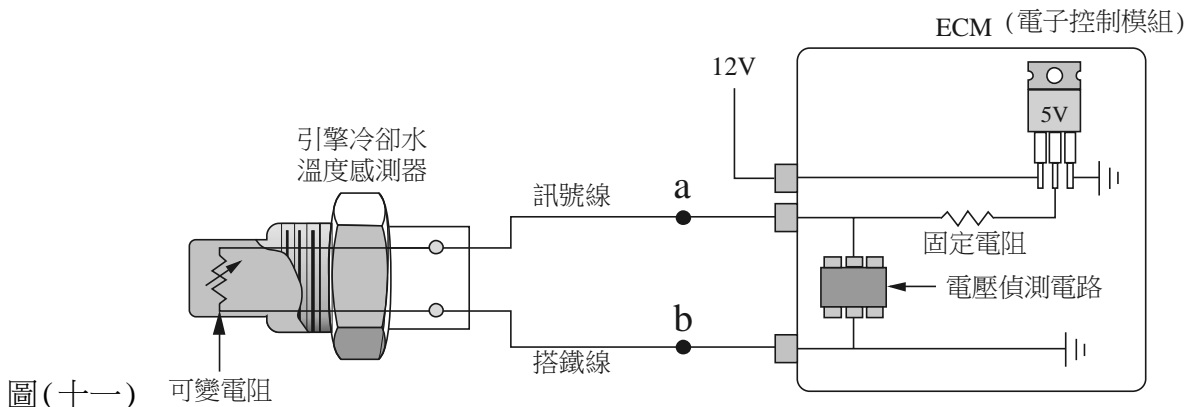 ECM (電子控制模組)
12V
5V
引擎冷卻水
溫度感測器
訊號線
a
固定電阻
電壓偵測電路
b
搭鐵線
圖(十一)
可變電阻